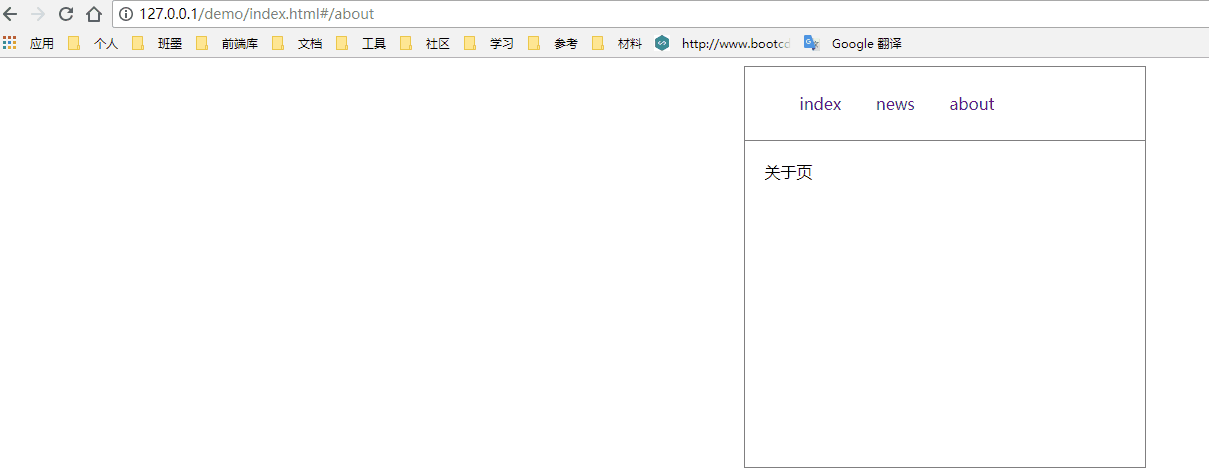 127.0.0.1/demo/index.html#/about
应用 个人 班墨 前端库 文档 工具 社区 学习 参考 材料 http://www.bootcd Google 翻译
index news about
关于页